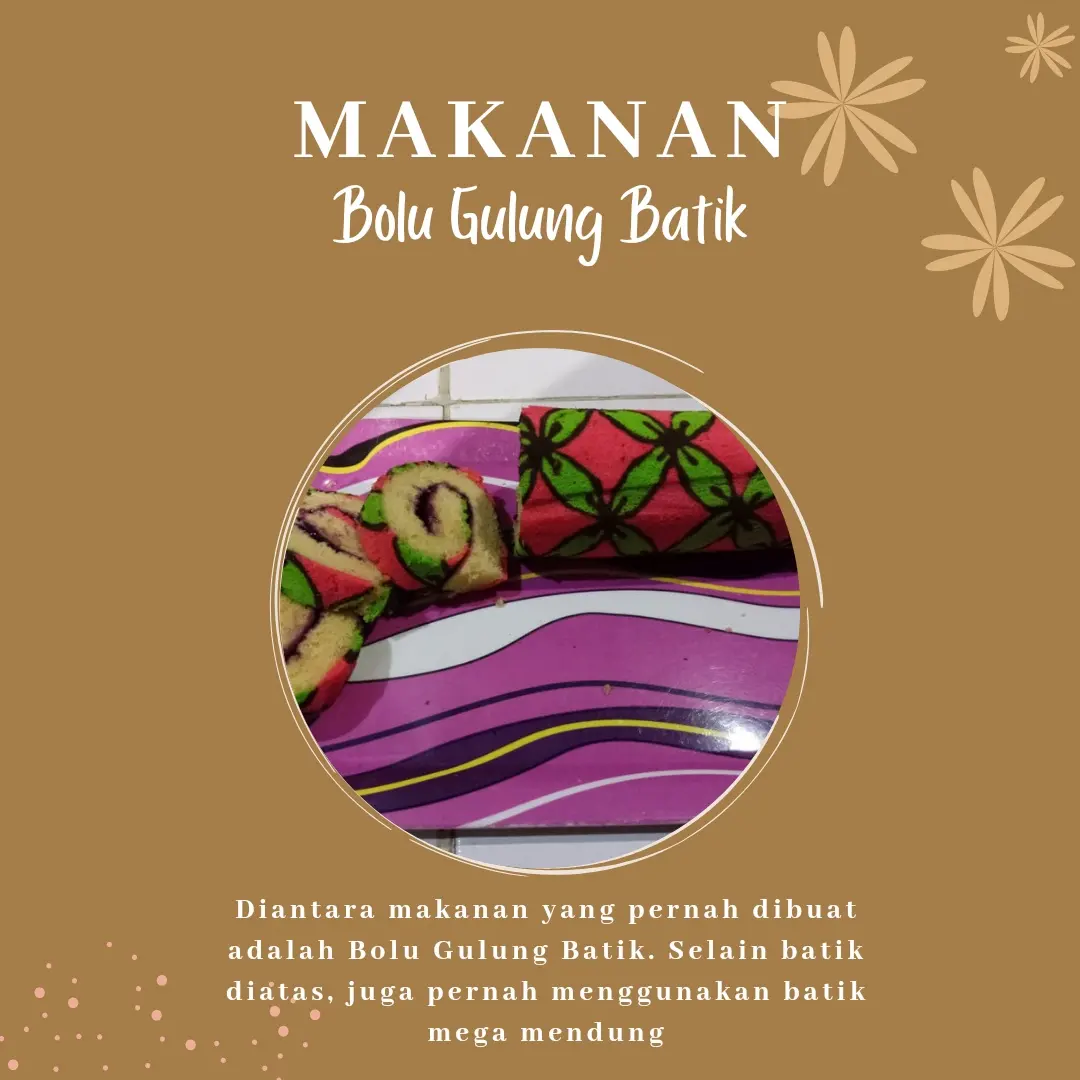 MAKANAN
Bolu Gulung Batik
Diantara makanan yang pernah dibuat
adalah Bolu Gulung Batik. Selain batik
diatas, juga pernah menggunakan batik
mega mendung